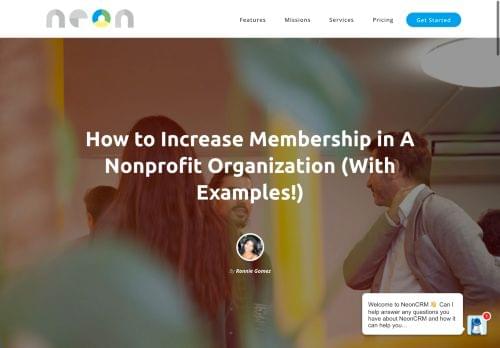 neon
Features Missions Services Pricing Get Started
How to Increase Membership in A
Nonprofit Organization (With
Examples!)
By Ronnie Gomez
Welcome to NeonCRM 👋 Can I
help answer any questions you
have about NeonCRM and how it
can help you...
1